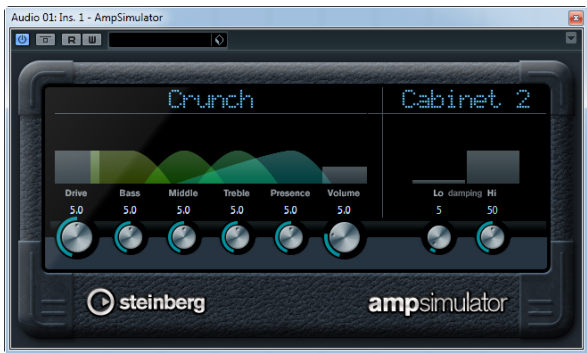 Audio 01: Ins. 1 - AmpSimulator
R W
Crunch Cabinet 2
Drive Bass Middle Treble Presence Volume Lo damping Hi
5.0 5.0 5.0 5.0 5.0 5.0 5 50
steinberg ampsimulator